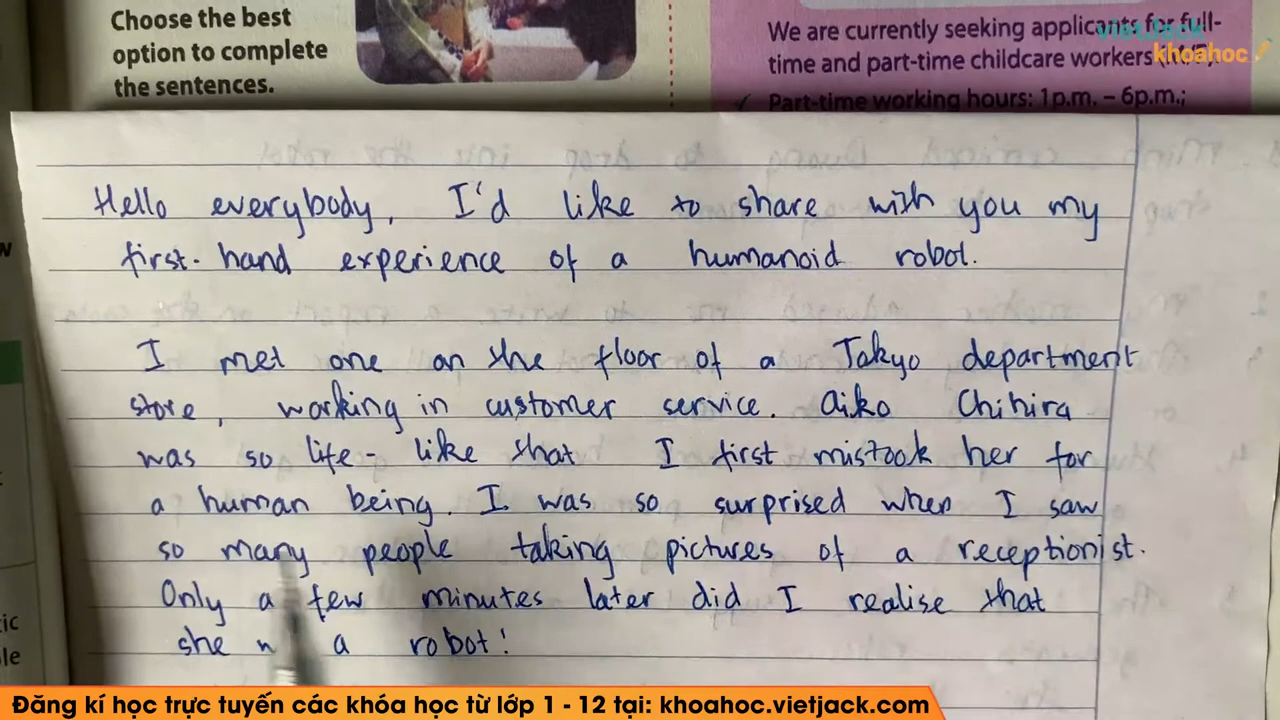 Choose the best
option to complete
the sentences.
We are currently seeking applicants for full-
time and part-time childcare workers
Part-time working hours: 1p.m. – 6p.m.;
vietjack
khoahoc
Hello everybody, I'd like to share with you my
first-hand experience of a humanoid robot.
I met one on the floor of a Tokyo department
store, working in customer service. Aiko Chihira
was so life-like that I first mistook her for
a human being. I was so surprised when I saw
so many people taking pictures of a receptionist.
Only a few minutes later did I realise that
she a robot!
tic
le
Đăng kí học trực tuyến các khóa học từ lớp 1 - 12 tại: khoahoc.vietjack.com